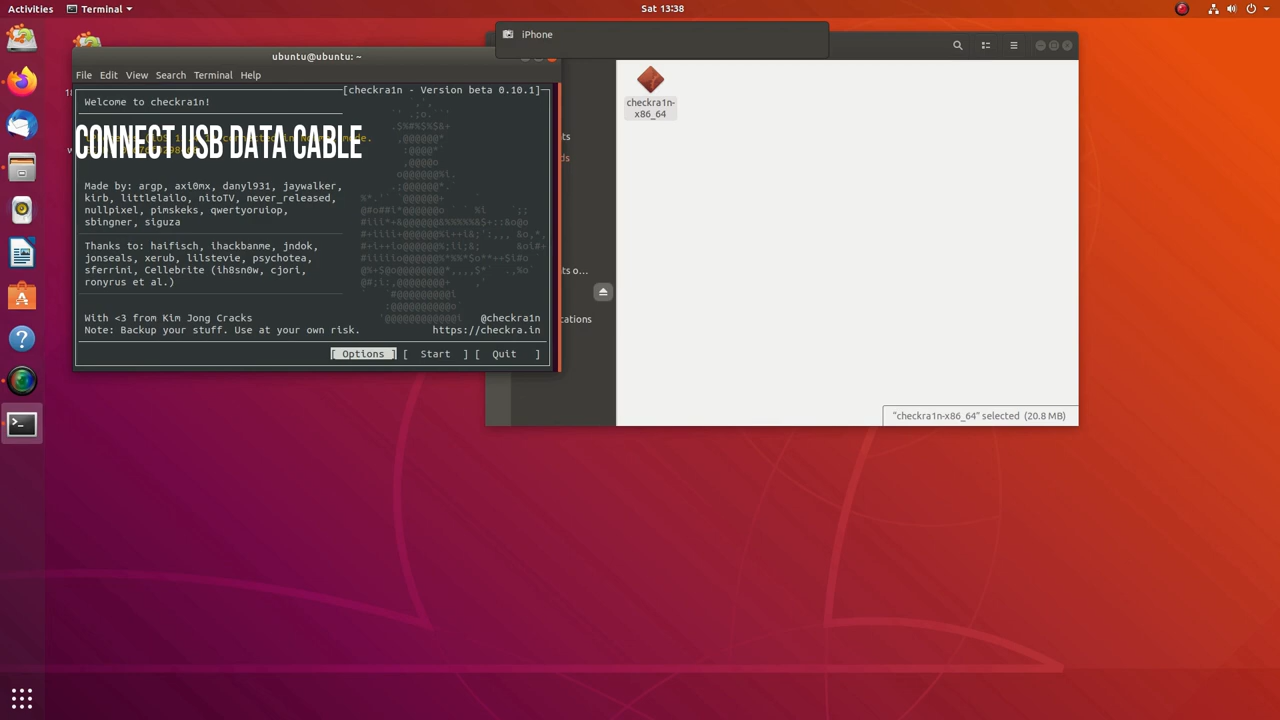 Activities
Terminal
Sat 13:38
iPhone
ubuntu@ubuntu: ~
File Edit View Search Terminal Help
[checkra1n - Version beta 0.10.1]
Welcome to checkra1n!
CONNECT USB DATA CABLE
mode.
Made by: argp, axi0mx, danyl931, jaywalker,
kirb, littlelailo, nitoTV, never_released,
nullpixel, pimskeks, qwertyoruiop,
sbingner, siguza
Thanks to: haifisch, ihackbanme, jndok,
jonseals, xerub, lilstevie, psychotea,
sferrini, Cellebrite (ih8sn0w, cjori,
ronyrus et al.)
With <3 from Kim Jong Cracks
@checkra1n
Note: Backup your stuff. Use at your own risk.
https://checkra.in
[ Options ] [ Start ] [ Quit ]
checkra1n-
x86_64
"checkra1n-x86_64" selected (20.8 MB)